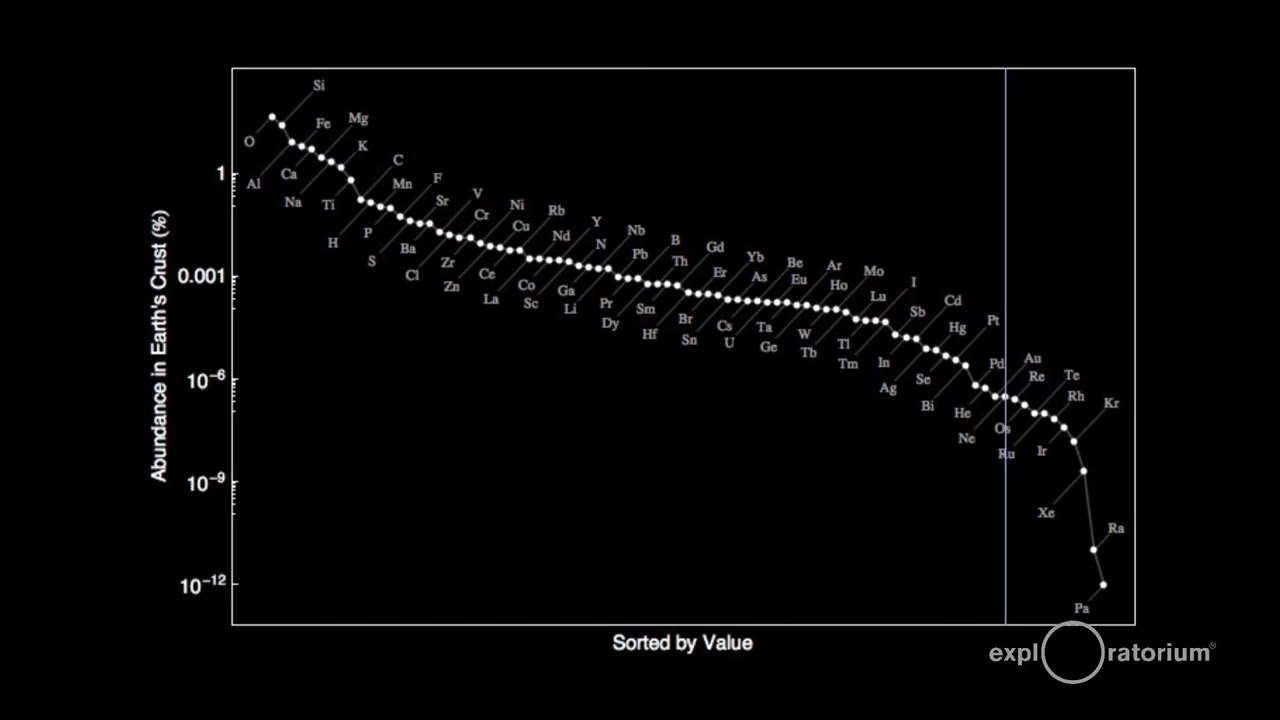 Si
O
Fe
Mg
Al
Ca
K
Na
Ti
C
Mn
F
H
P
Sr
V
S
Ba
Cr
Ni
Cl
Zr
Cu
Rb
Zn
Ce
Nd
Y
La
Co
N
Nb
Sc
Ga
Pb
B
Li
Pr
Th
Gd
Dy
Sm
Er
Yb
Hf
Br
As
Be
Sn
Cs
Eu
Ar
U
Ta
Ho
Mo
Ge
W
Lu
I
Tb
Tl
Sb
Cd
Tm
In
Hg
Pt
Ag
Se
Pd
Au
Bi
He
Re
Te
Ne
Os
Rh
Kr
Ru
Ir
Xe
Ra
Pa
1
0.001
10⁻⁶
10⁻⁹
10⁻¹²
Abundance in Earth's Crust (%)
Sorted by Value
exploratorium®